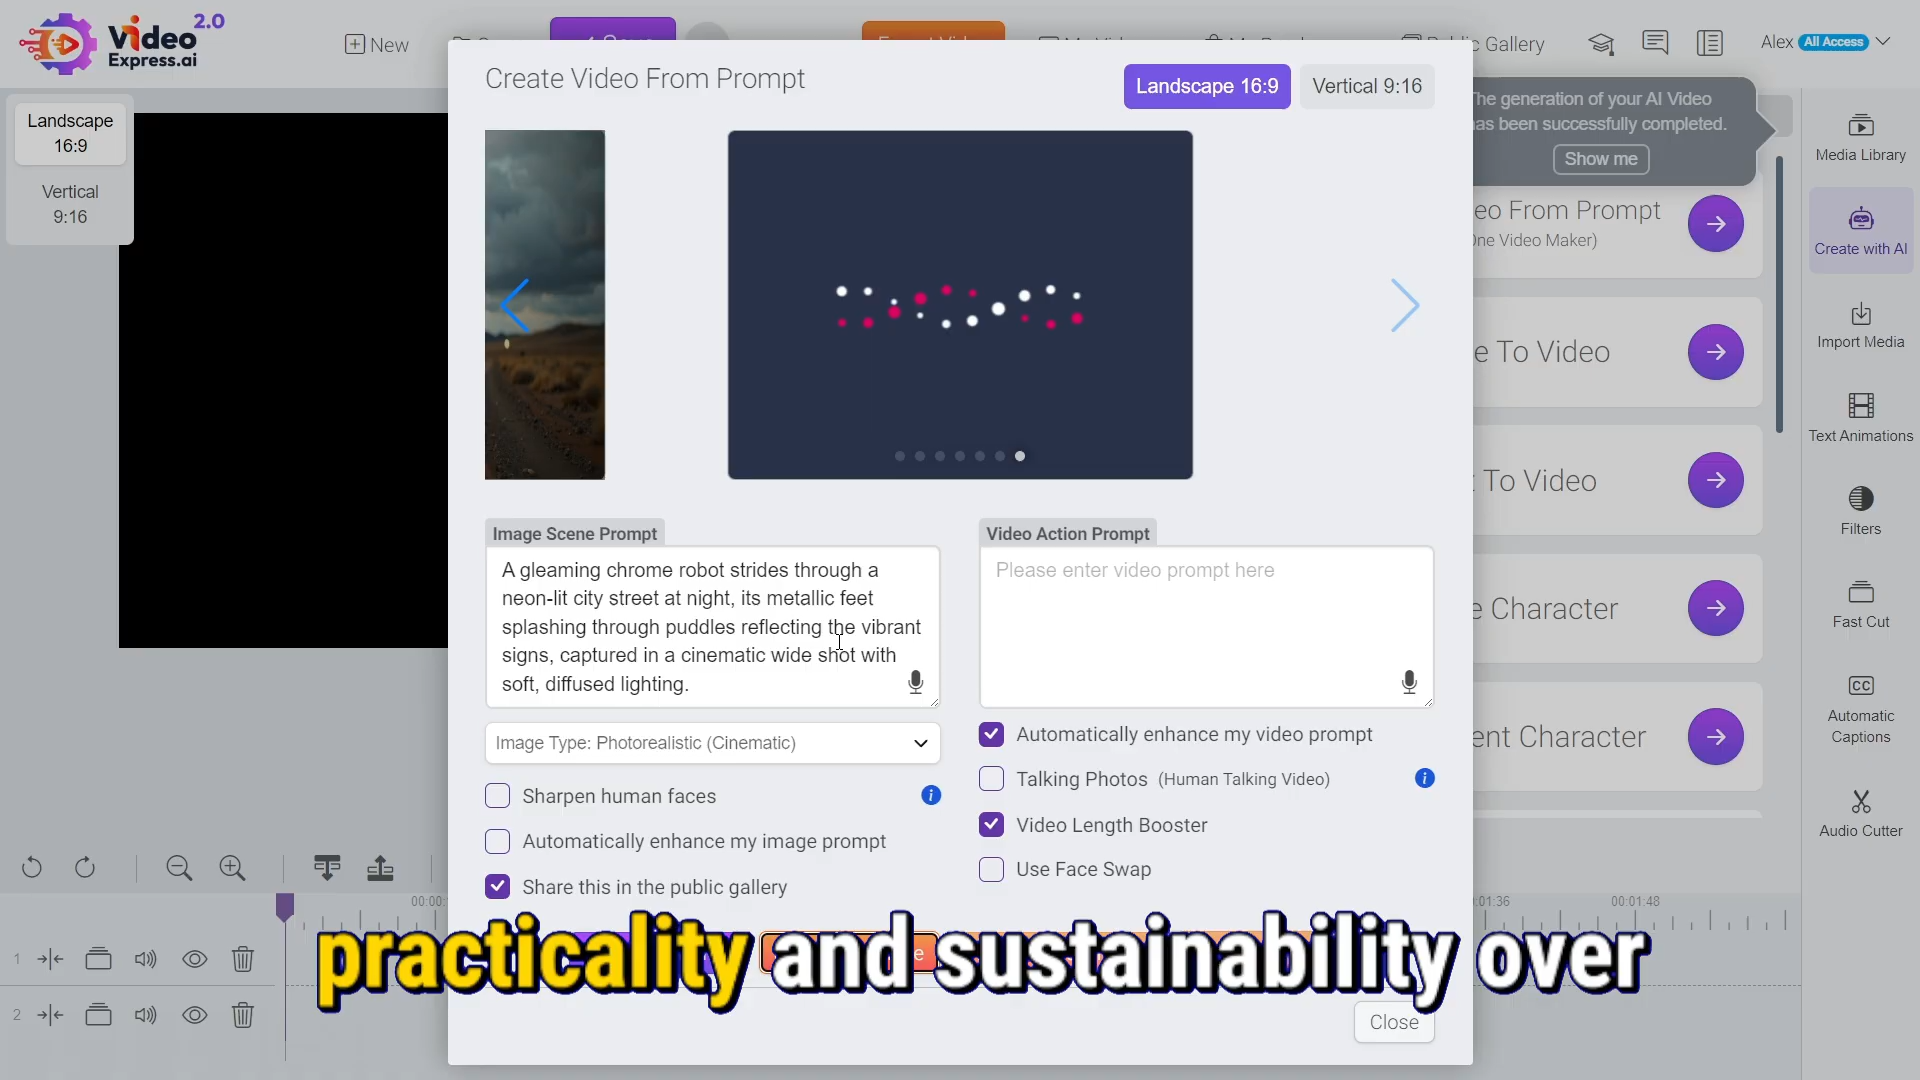 Video 2.0
Express.ai
New
Landscape
16:9
Vertical
9:16
Create Video From Prompt
Landscape 16:9
Vertical 9:16
Gallery
Alex All Access
The generation of your AI Video
has been successfully completed.
Show me
eo From Prompt
One Video Maker)
e To Video
To Video
e Character
ent Character
Media Library
Create with AI
Import Media
Text Animations
Filters
Fast Cut
CC
Automatic
Captions
Audio Cutter
Image Scene Prompt
A gleaming chrome robot strides through a
neon-lit city street at night, its metallic feet
splashing through puddles reflecting the vibrant
signs, captured in a cinematic wide shot with
soft, diffused lighting.
Image Type: Photorealistic (Cinematic)
Sharpen human faces
Automatically enhance my image prompt
Share this in the public gallery
Video Action Prompt
Please enter video prompt here
Automatically enhance my video prompt
Talking Photos (Human Talking Video)
Video Length Booster
Use Face Swap
00:00:
:01:36
00:01:48
practicality and sustainability over
1
2
Close